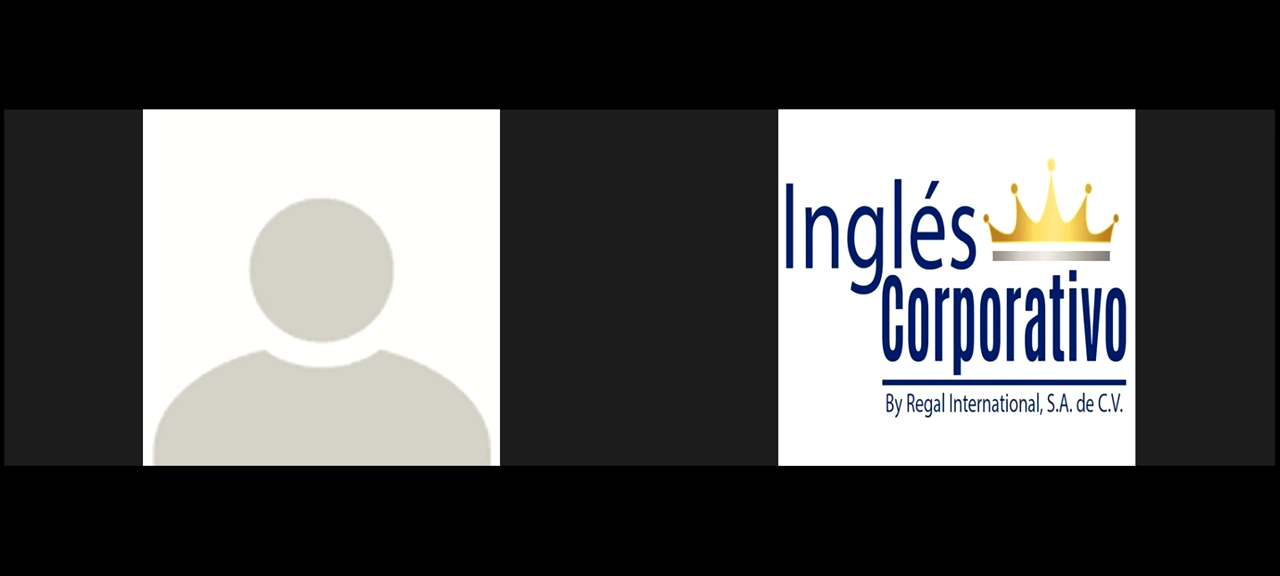 Inglés
Corporativo
By Regal International, S.A. de C.V.